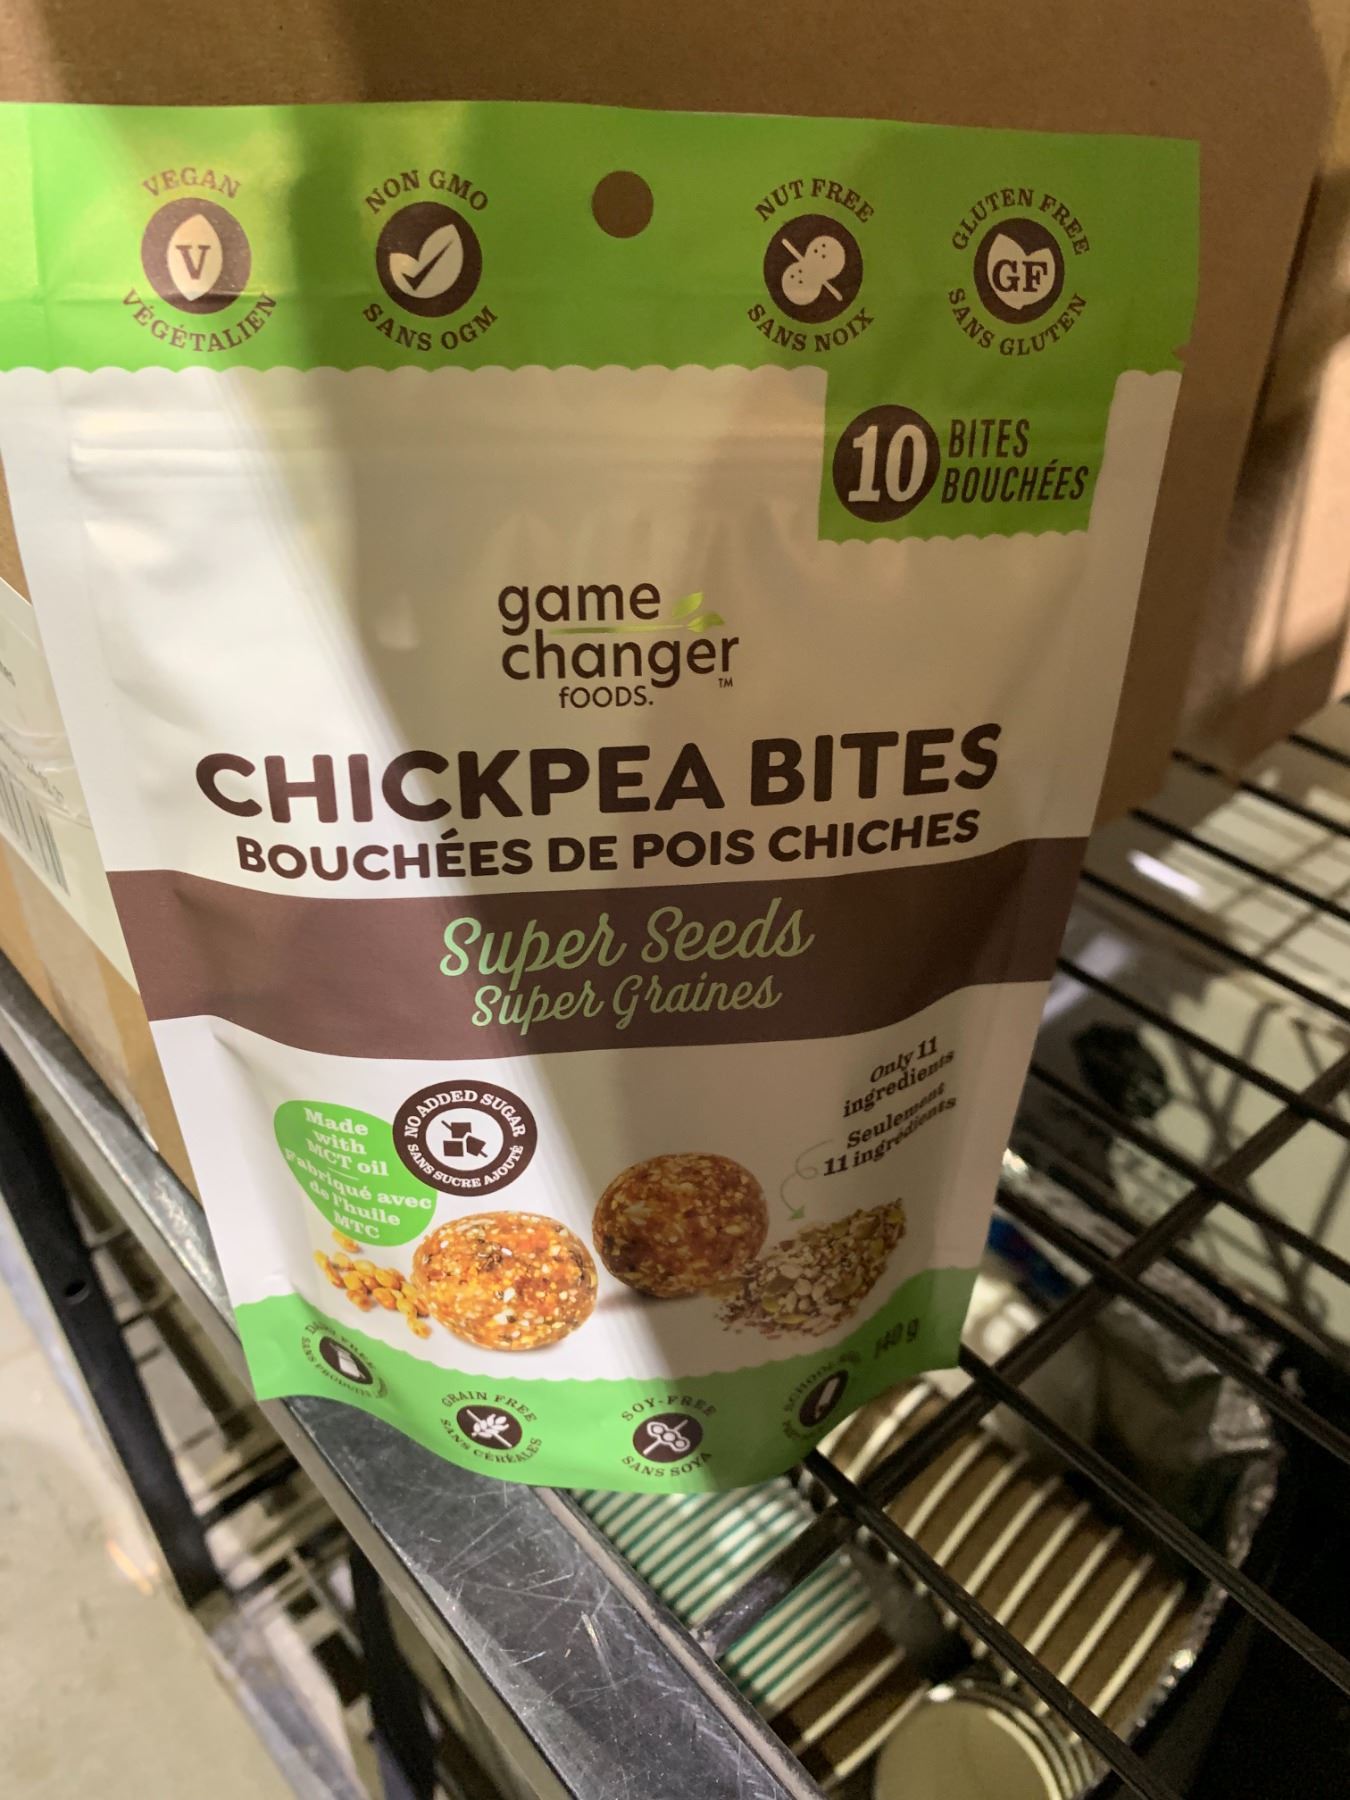 VEGAN
V
VÉGÉTALIEN
NON GMO
SANS OGM
NUT FREE
SANS NOIX
GLUTEN FREE
GF
SANS GLUTEN
10
BITES
BOUCHÉES
game
changer
FOODS.™
CHICKPEA BITES
BOUCHÉES DE POIS CHICHES
Super Seeds
Super Graines
Only 11
ingredients
Seulement
11 ingrédients
Made
with
MCT oil
Fabriqué avec
de l'huile
MTC
NO ADDED SUGAR
SANS SUCRE AJOUTÉ
140 g
GRAIN FREE
SANS CÉRÉALES
SOY-FREE
SANS SOYA